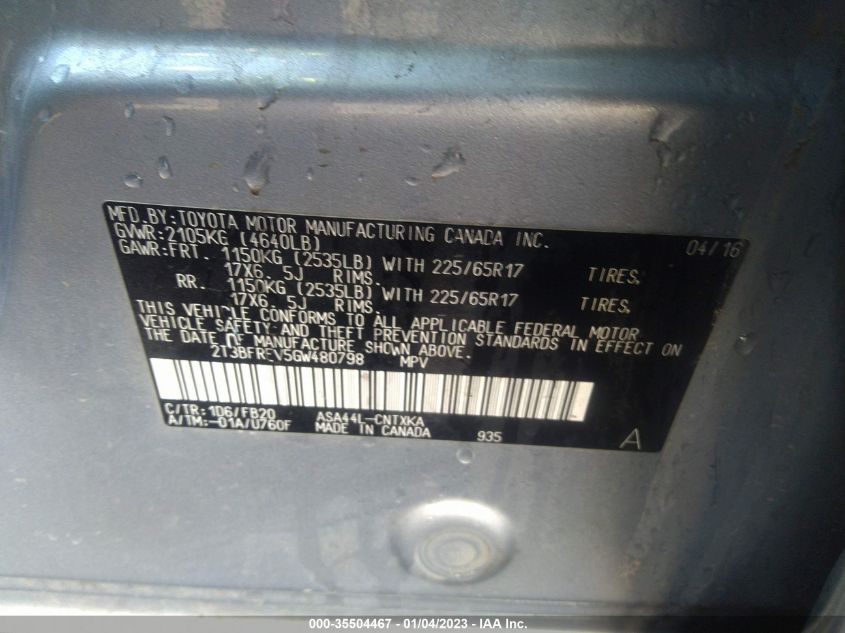 MFD. BY: TOYOTA MOTOR MANUFACTURING CANADA INC. 04/16
GVWR: 2105KG (4640LB)
GAWR: FRT. 1150KG (2535LB) WITH 225/65R17 TIRES,
17X6. 5J RIMS.
RR. 1150KG (2535LB) WITH 225/65R17 TIRES,
17X6. 5J RIMS.
THIS VEHICLE CONFORMS TO ALL APPLICABLE FEDERAL MOTOR
VEHICLE SAFETY AND THEFT PREVENTION STANDARDS IN EFFECT ON
THE DATE OF MANUFACTURE SHOWN ABOVE.
2T3BFREV5GW480798 MPV
C/TR: 1D6/FB20 ASA44L-CNTXKA
A/TM: -01A/U760F MADE IN CANADA 935 A
000-35504467 - 01/04/2023 - IAA Inc.